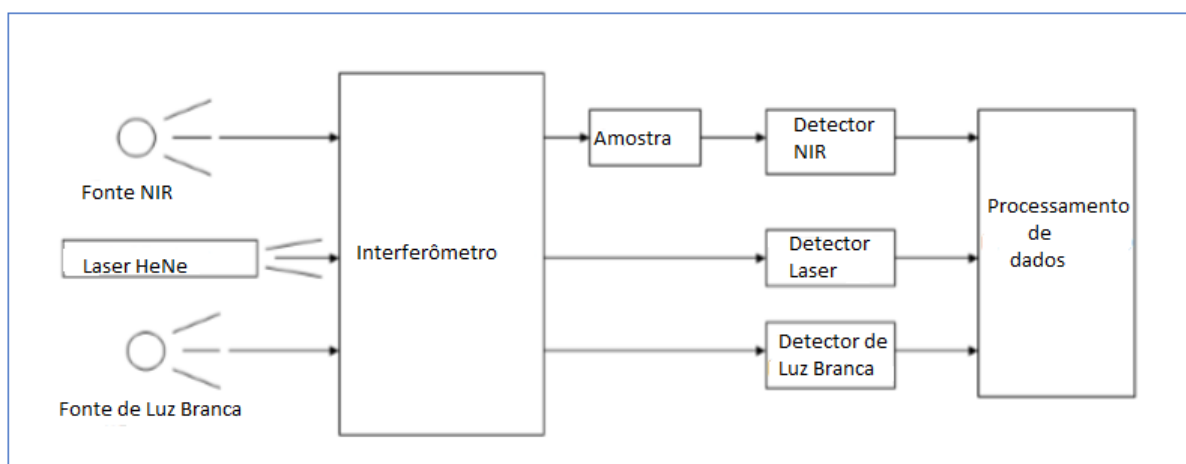 Fonte NIR
Laser HeNe
Fonte de Luz Branca
Interferômetro
Amostra
Detector
NIR
Detector
Laser
Detector de
Luz Branca
Processamento
de
dados